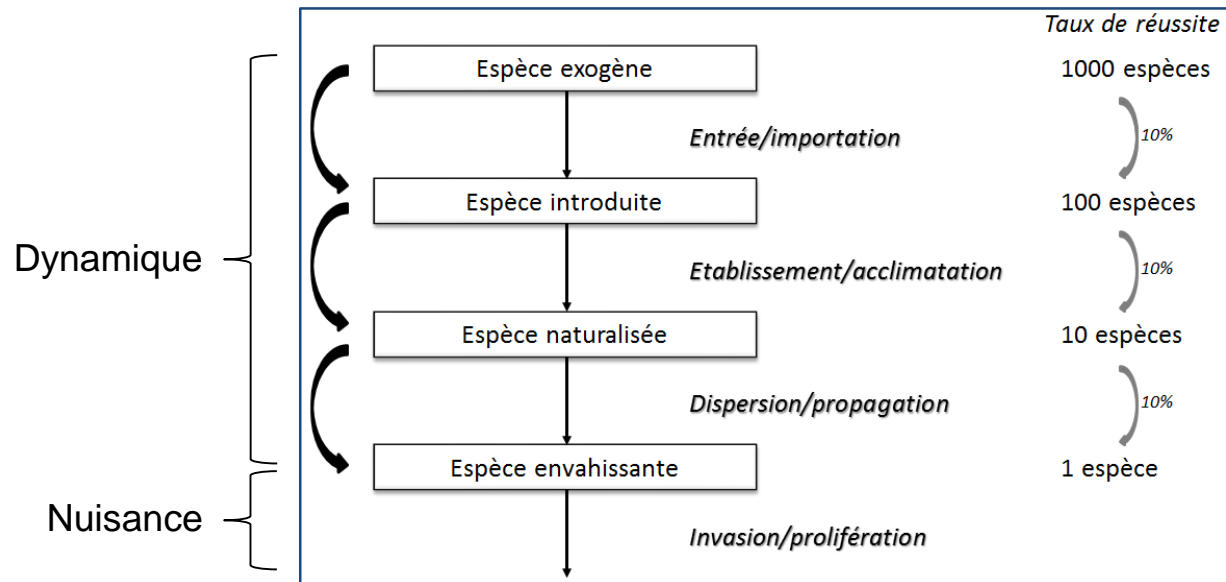 Taux de réussite
Espèce exogène
1000 espèces
Entrée/importation
10%
Espèce introduite
100 espèces
Dynamique
Etablissement/acclimatation
10%
Espèce naturalisée
10 espèces
Dispersion/propagation
10%
Espèce envahissante
1 espèce
Nuisance
Invasion/prolifération